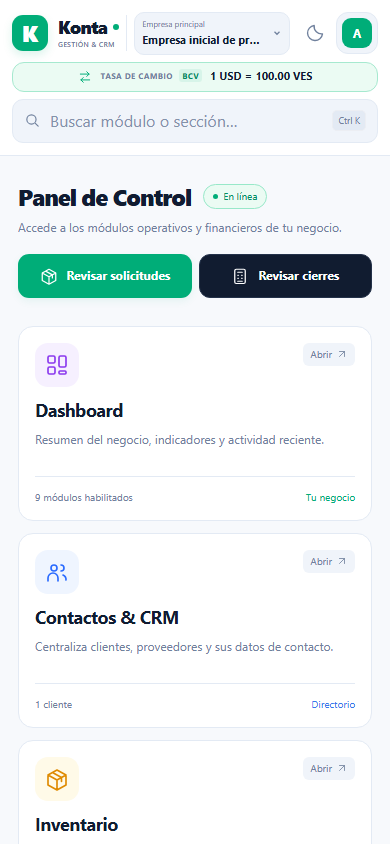 K
Konta
GESTIÓN & CRM
Empresa principal
Empresa inicial de pr...
A
TASA DE CAMBIO BCV 1 USD = 100.00 VES
Buscar módulo o sección...
Ctrl K
Panel de Control
En línea
Accede a los módulos operativos y financieros de tu negocio.
Revisar solicitudes
Revisar cierres
Abrir
Dashboard
Resumen del negocio, indicadores y actividad reciente.
9 módulos habilitados
Tu negocio
Abrir
Contactos & CRM
Centraliza clientes, proveedores y sus datos de contacto.
1 cliente
Directorio
Abrir
Inventario